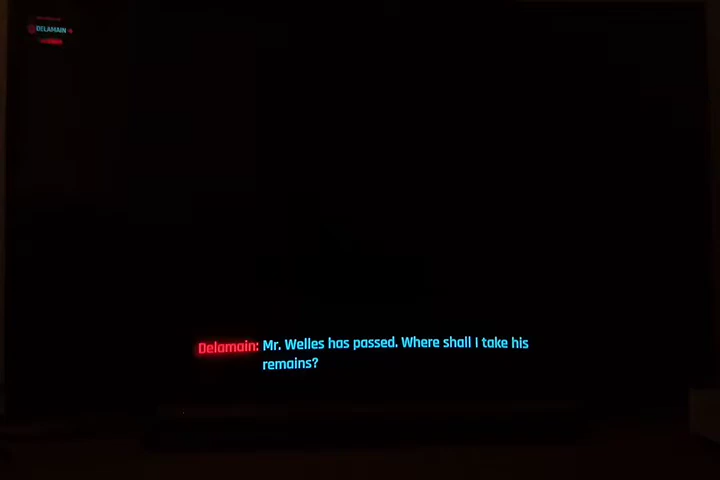 DELAMAIN
Delamain: Mr. Welles has passed. Where shall I take his
remains?